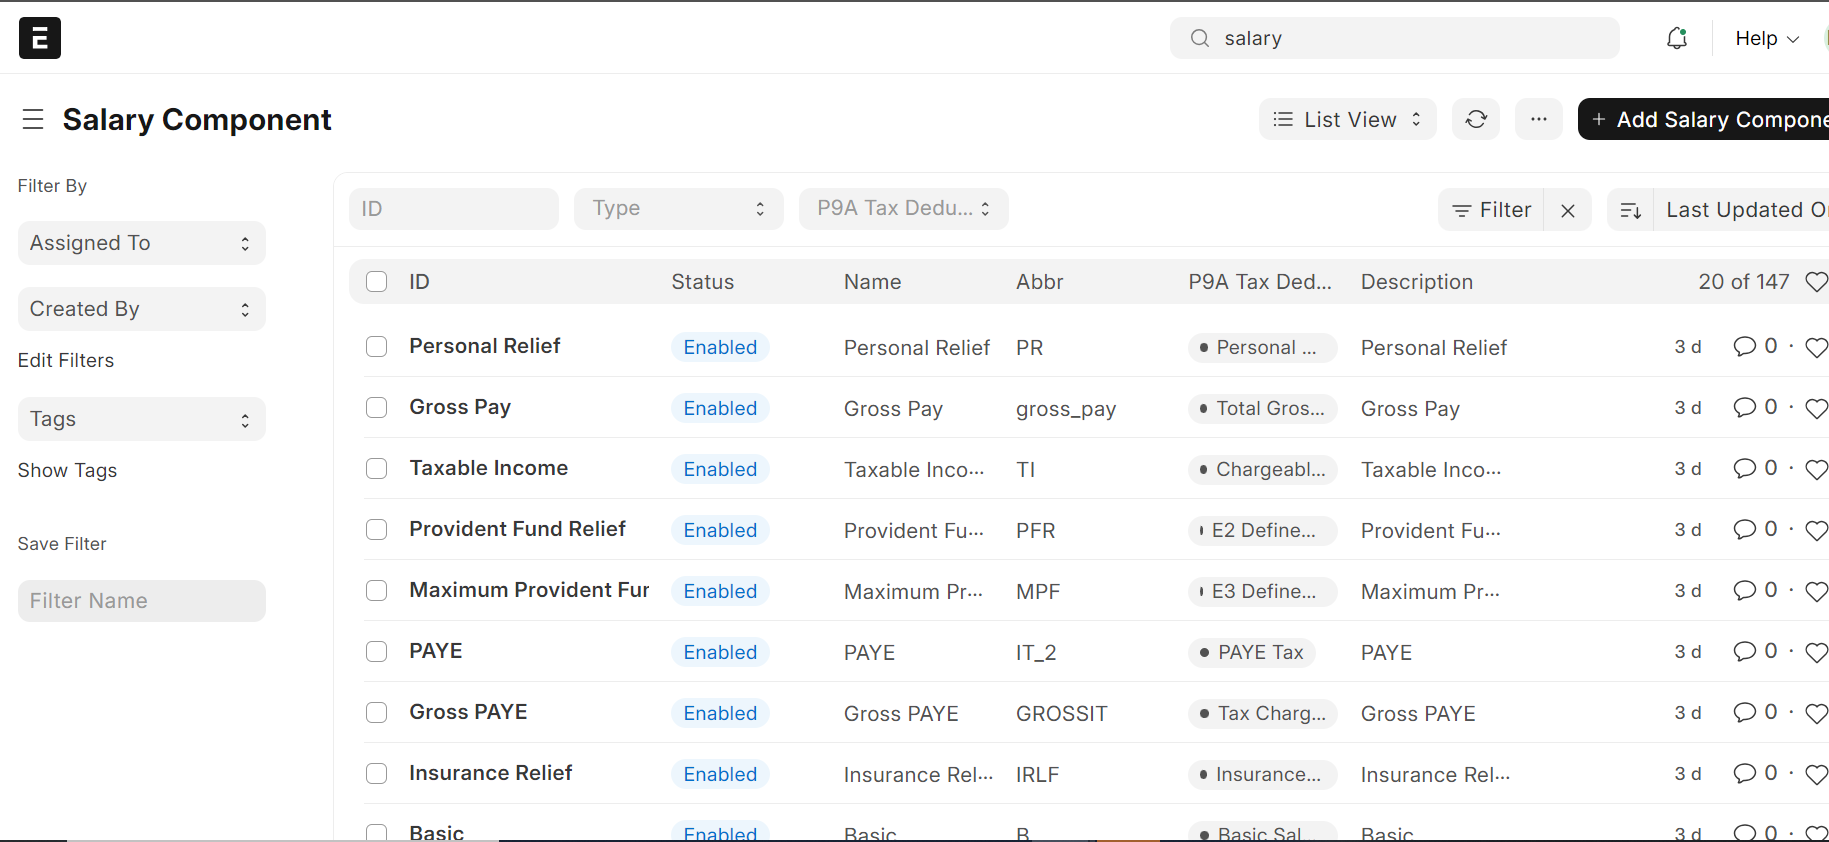 E
salary
Help
Salary Component
List View
...
+ Add Salary Compone
Filter By
Assigned To
Created By
Edit Filters
Tags
Show Tags
Save Filter
Filter Name
ID Type P9A Tax Dedu... Filter Last Updated O
ID Status Name Abbr P9A Tax Ded... Description 20 of 147
Personal Relief Enabled Personal Relief PR Personal ... Personal Relief 3 d 0 ·
Gross Pay Enabled Gross Pay gross_pay Total Gros... Gross Pay 3 d 0 ·
Taxable Income Enabled Taxable Inco... TI Chargeabl... Taxable Inco... 3 d 0 ·
Provident Fund Relief Enabled Provident Fu... PFR E2 Define... Provident Fu... 3 d 0 ·
Maximum Provident Fur Enabled Maximum Pr... MPF E3 Define... Maximum Pr... 3 d 0 ·
PAYE Enabled PAYE IT_2 PAYE Tax PAYE 3 d 0 ·
Gross PAYE Enabled Gross PAYE GROSSIT Tax Charg... Gross PAYE 3 d 0 ·
Insurance Relief Enabled Insurance Rel... IRLF Insurance... Insurance Rel... 3 d 0 ·
Basic Enabled Basic B Basic Sal... Basic 3 d 0 ·